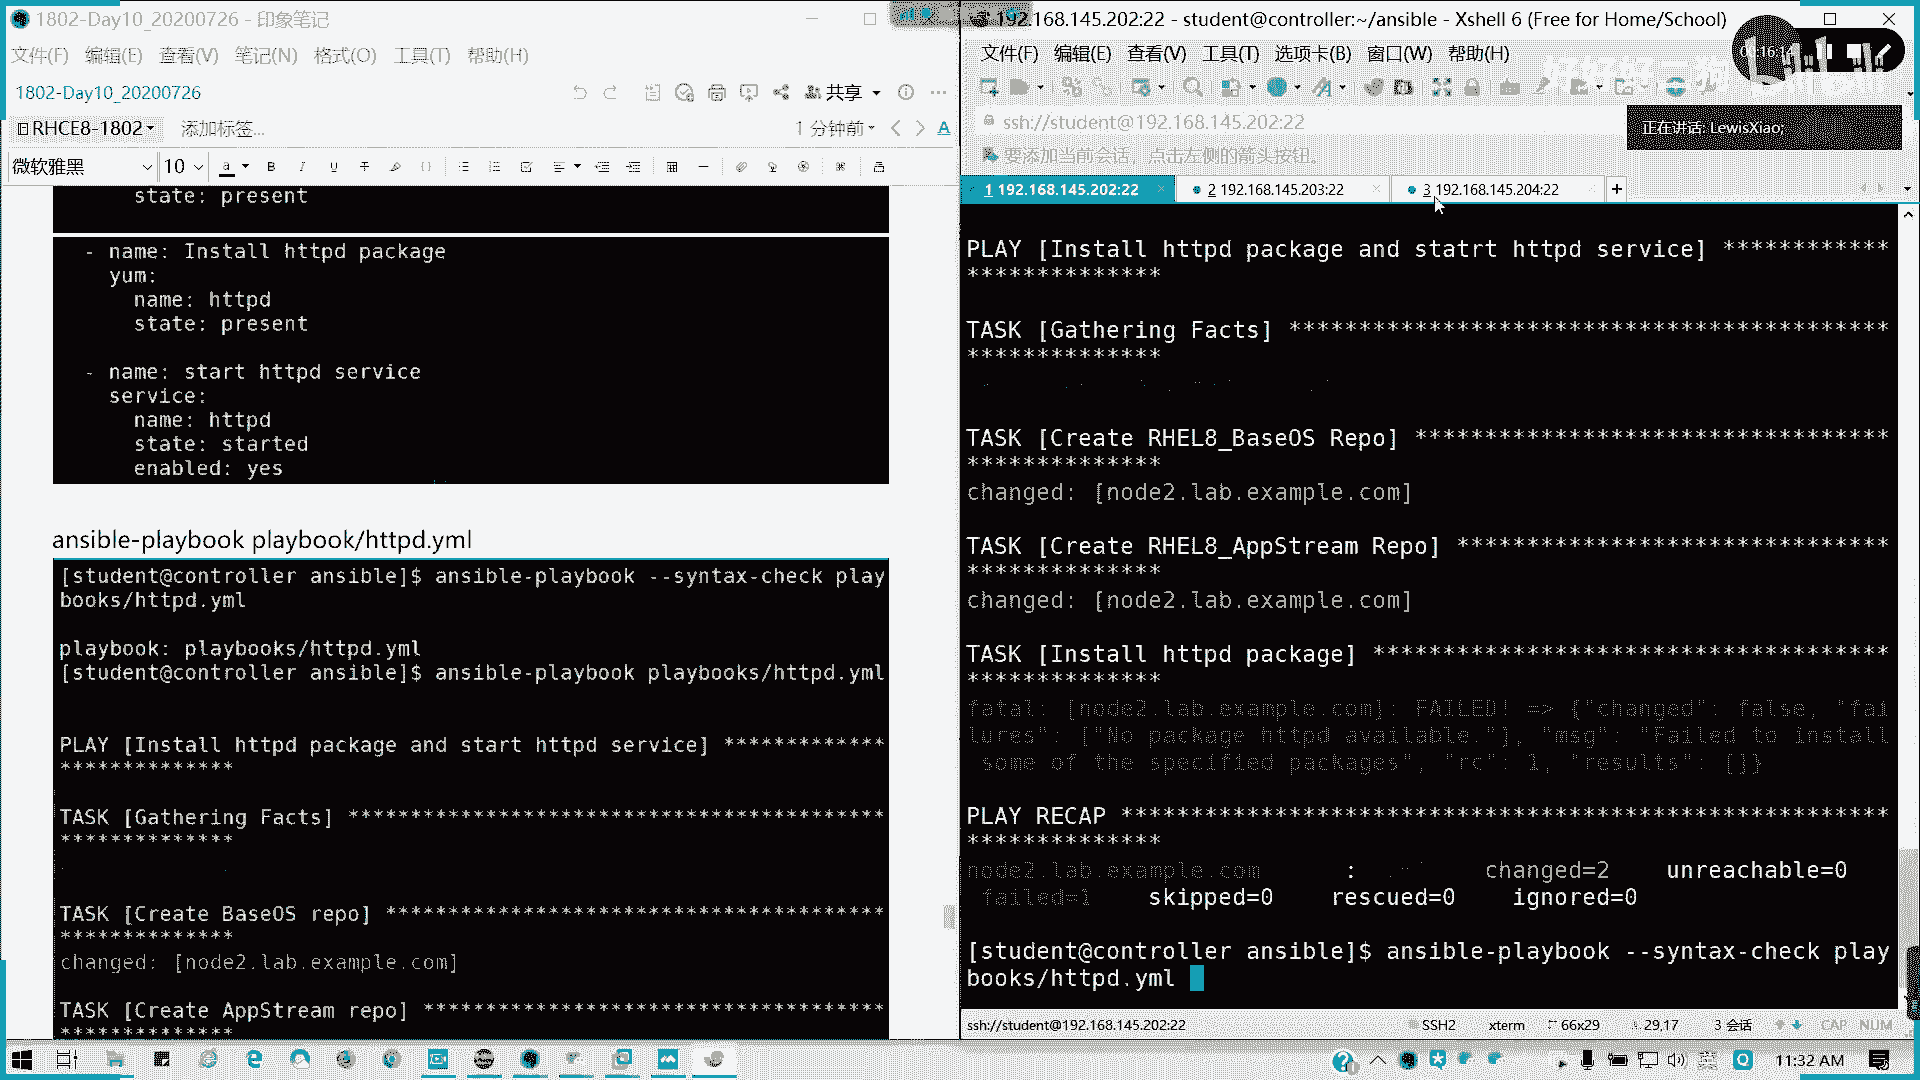 1802-Day10_20200726 - 印象笔记
文件(F) 编辑(E) 查看(V) 笔记(N) 格式(O) 工具(T) 帮助(H)
1802-Day10_20200726
共享
RHCE8-1802
添加标签...
1 分钟前
微软雅黑
10
state: present
- name: Install httpd package
yum:
name: httpd
state: present
- name: start httpd service
service:
name: httpd
state: started
enabled: yes
ansible-playbook playbook/httpd.yml
[student@controller ansible]$ ansible-playbook --syntax-check play
books/httpd.yml
playbook: playbooks/httpd.yml
[student@controller ansible]$ ansible-playbook playbooks/httpd.yml
PLAY [Install httpd package and start httpd service] *************
**************
TASK [Gathering Facts] *******************************************
**************
TASK [Create BaseOS repo] ****************************************
**************
changed: [node2.lab.example.com]
TASK [Create AppStream repo] *************************************
**************
192.168.145.202:22 - student@controller:~/ansible - Xshell 6 (Free for Home/School)
文件(F) 编辑(E) 查看(V) 工具(T) 选项卡(B) 窗口(W) 帮助(H)
ssh://student@192.168.145.202:22
正在讲话: LewisXiao;
要添加当前会话，点击左侧的箭头按钮。
1 192.168.145.202:22
2 192.168.145.203:22
3 192.168.145.204:22
PLAY [Install httpd package and statrt httpd service] ************
**************
TASK [Gathering Facts] *******************************************
**************
TASK [Create RHEL8_BaseOS Repo] **********************************
**************
changed: [node2.lab.example.com]
TASK [Create RHEL8_AppStream Repo] *******************************
**************
changed: [node2.lab.example.com]
TASK [Install httpd package] *************************************
**************
fatal: [node2.lab.example.com]: FAILED! => {"changed": false, "fai
lures": ["No package httpd available."], "msg": "Failed to install
some of the specified packages", "rc": 1, "results": []}
PLAY RECAP *******************************************************
**************
node2.lab.example.com : changed=2 unreachable=0
failed=1 skipped=0 rescued=0 ignored=0
[student@controller ansible]$ ansible-playbook --syntax-check play
books/httpd.yml
ssh://student@192.168.145.202:22
SSH2
xterm
66x29
29,17
3 会话
CAP NUM
11:32 AM